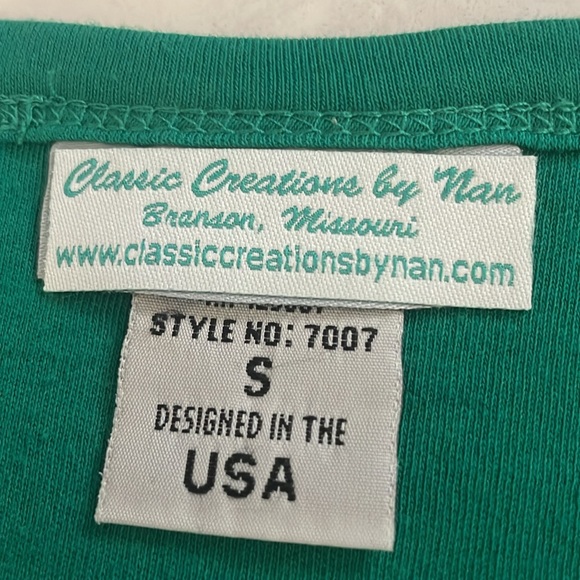 Classic Creations by Nan
Branson, Missouri
www.classiccreationsbynan.com
STYLE NO: 7007
S
DESIGNED IN THE
USA